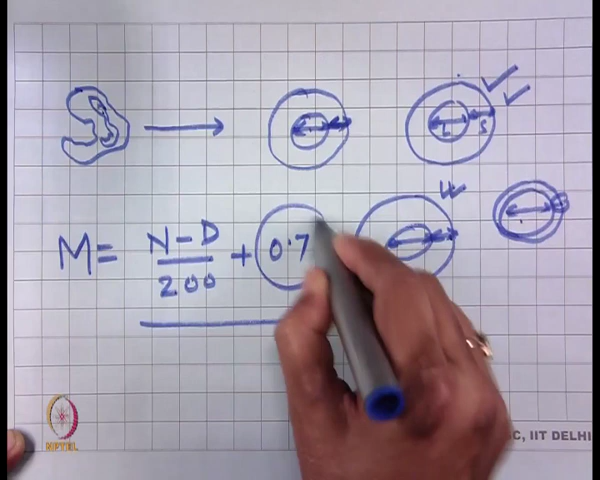 L S
M = N - D / 200 + 0.7
NPTEL
C, IIT DELHI